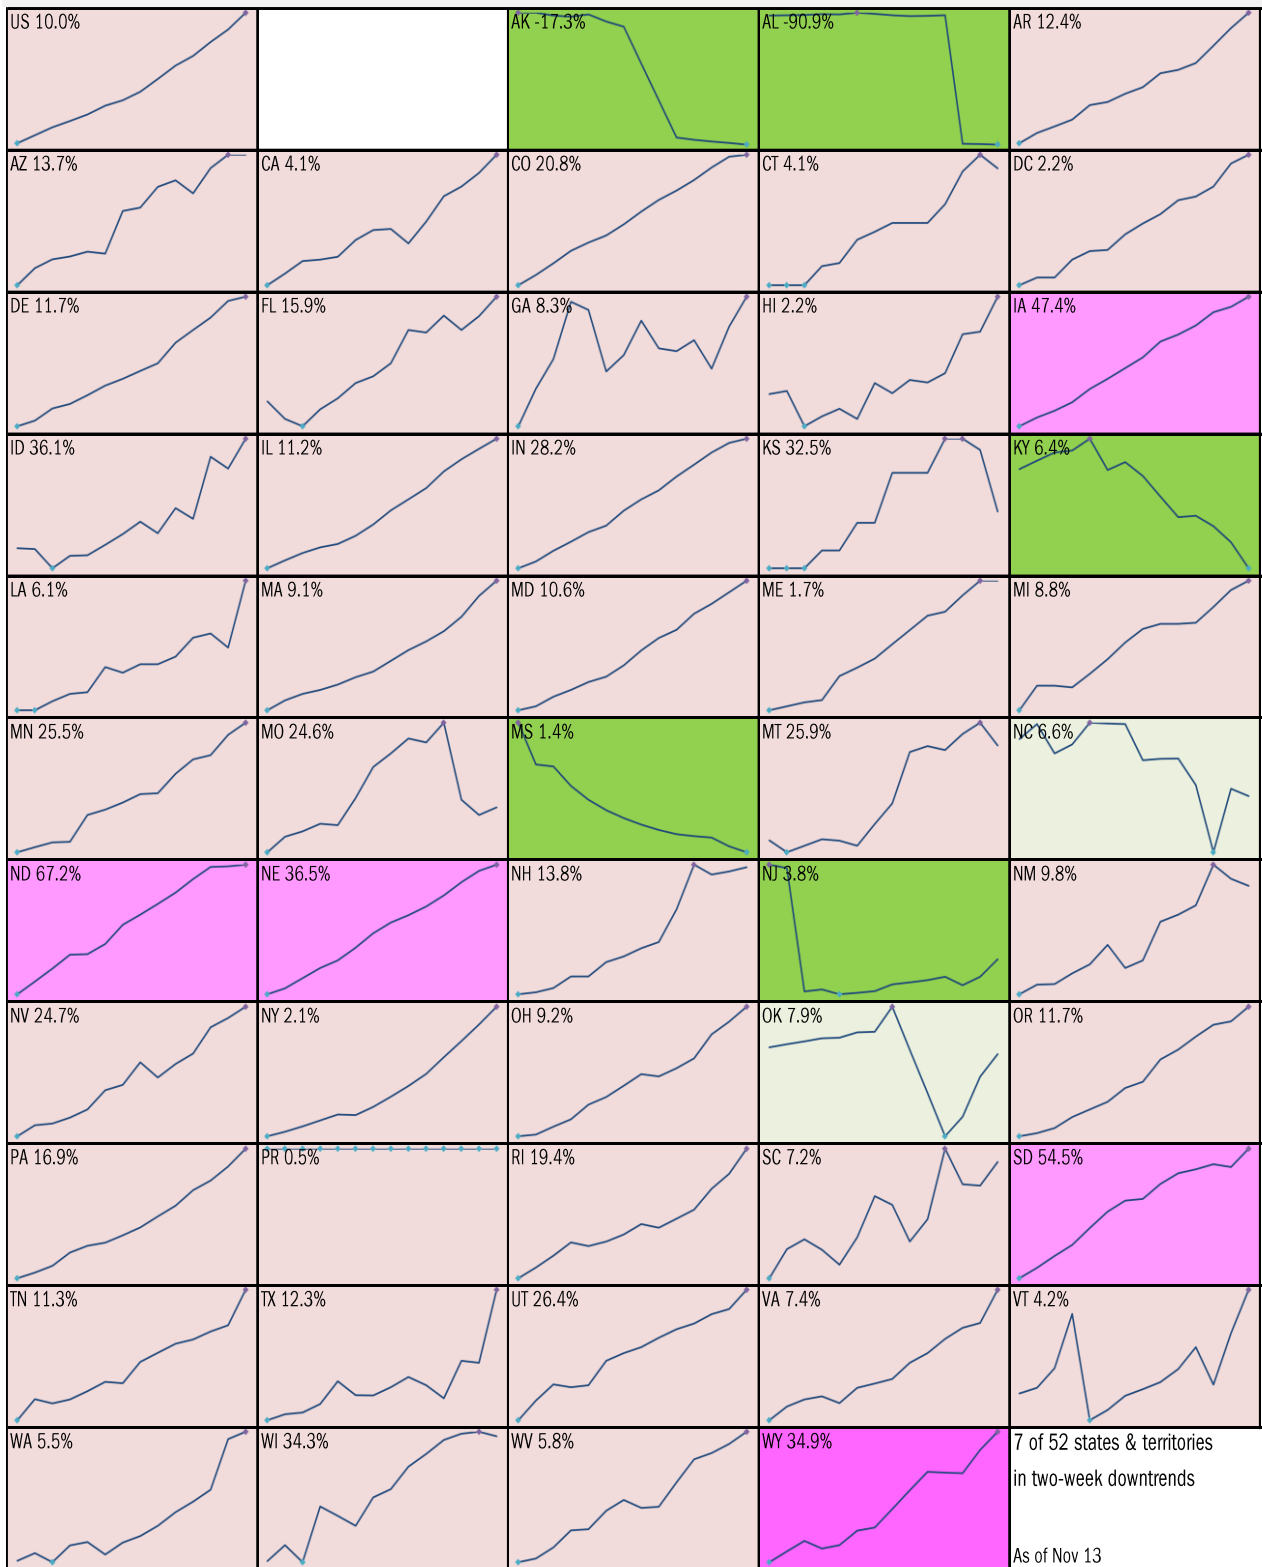 US 10.0%
AK -17.3%
AL -90.9%
AR 12.4%
AZ 13.7%
CA 4.1%
CO 20.8%
CT 4.1%
DC 2.2%
DE 11.7%
FL 15.9%
GA 8.3%
HI 2.2%
IA 47.4%
ID 36.1%
IL 11.2%
IN 28.2%
KS 32.5%
KY 6.4%
LA 6.1%
MA 9.1%
MD 10.6%
ME 1.7%
MI 8.8%
MN 25.5%
MO 24.6%
MS 1.4%
MT 25.9%
NC 6.6%
ND 67.2%
NE 36.5%
NH 13.8%
NJ 3.8%
NM 9.8%
NV 24.7%
NY 2.1%
OH 9.2%
OK 7.9%
OR 11.7%
PA 16.9%
PR 0.5%
RI 19.4%
SC 7.2%
SD 54.5%
TN 11.3%
TX 12.3%
UT 26.4%
VA 7.4%
VT 4.2%
WA 5.5%
WI 34.3%
WV 5.8%
WY 34.9%
7 of 52 states & territories
in two-week downtrends
As of Nov 13